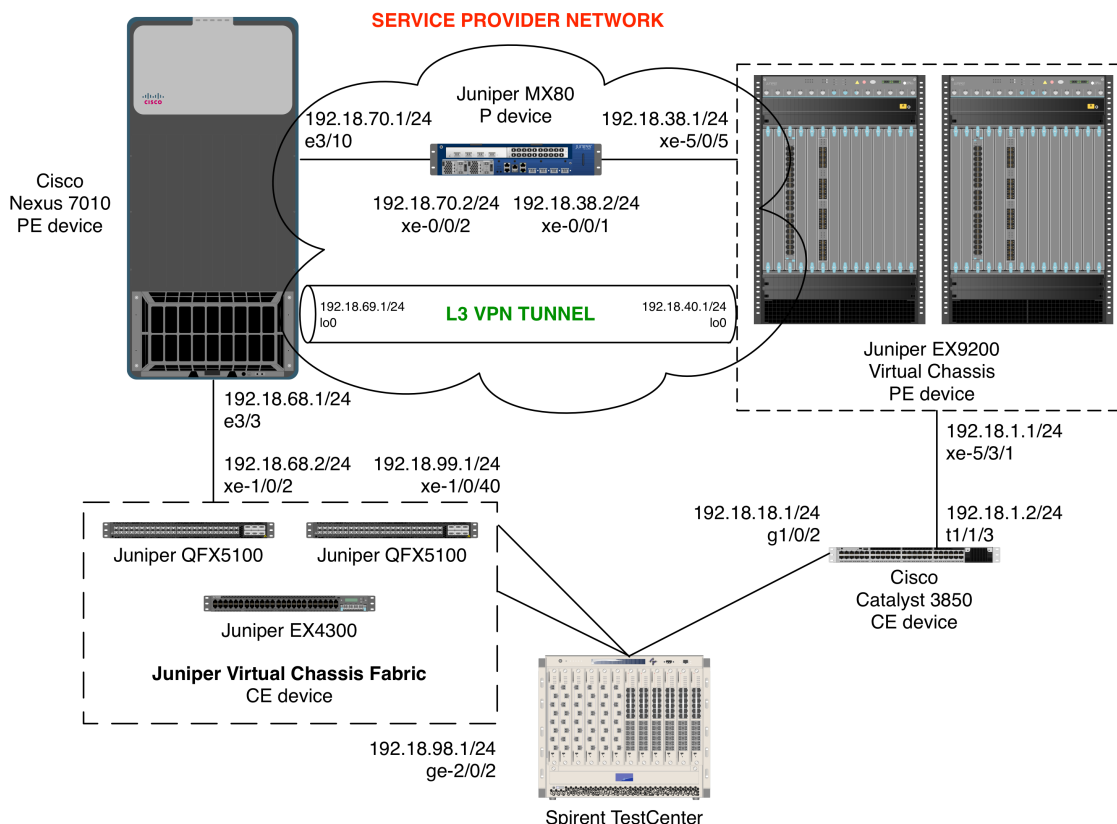 SERVICE PROVIDER NETWORK
CISCO
Juniper MX80
P device
192.18.70.1/24
e3/10
192.18.38.1/24
xe-5/0/5
Cisco
Nexus 7010
PE device
192.18.70.2/24
xe-0/0/2
192.18.38.2/24
xe-0/0/1
192.18.69.1/24
lo0
L3 VPN TUNNEL
192.18.40.1/24
lo0
Juniper EX9200
Virtual Chassis
PE device
192.18.68.1/24
e3/3
192.18.1.1/24
xe-5/3/1
192.18.68.2/24
xe-1/0/2
192.18.99.1/24
xe-1/0/40
192.18.18.1/24
g1/0/2
192.18.1.2/24
t1/1/3
Juniper QFX5100
Juniper QFX5100
Cisco
Catalyst 3850
CE device
Juniper EX4300
Juniper Virtual Chassis Fabric
CE device
192.18.98.1/24
ge-2/0/2
Spirent TestCenter